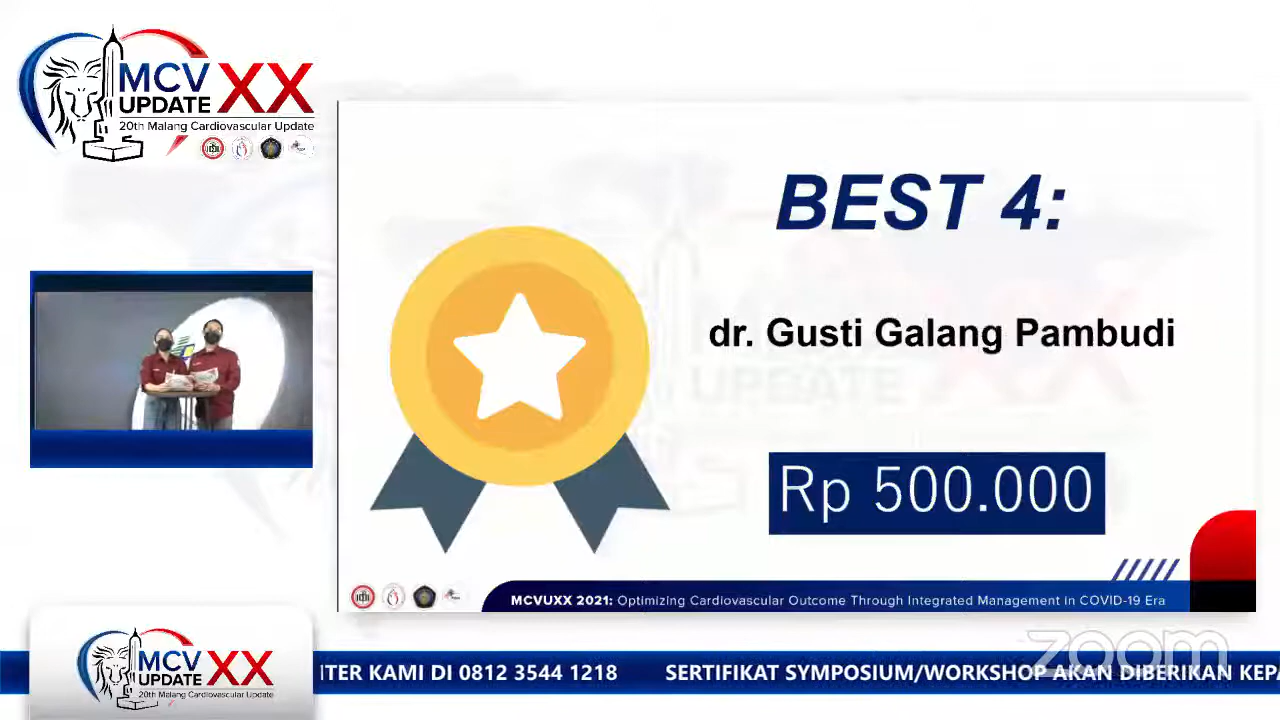 MCV XX
UPDATE
20th Malang Cardiovascular Update
BEST 4:
dr. Gusti Galang Pambudi
Rp 500.000
MCVUXX 2021: Optimizing Cardiovascular Outcome Through Integrated Management in COVID-19 Era
zoom
MCV XX
UPDATE
20th Malang Cardiovascular Update
ITER KAMI DI 0812 3544 1218 SERTIFIKAT SYMPOSIUM/WORKSHOP AKAN DIBERIKAN KEPA